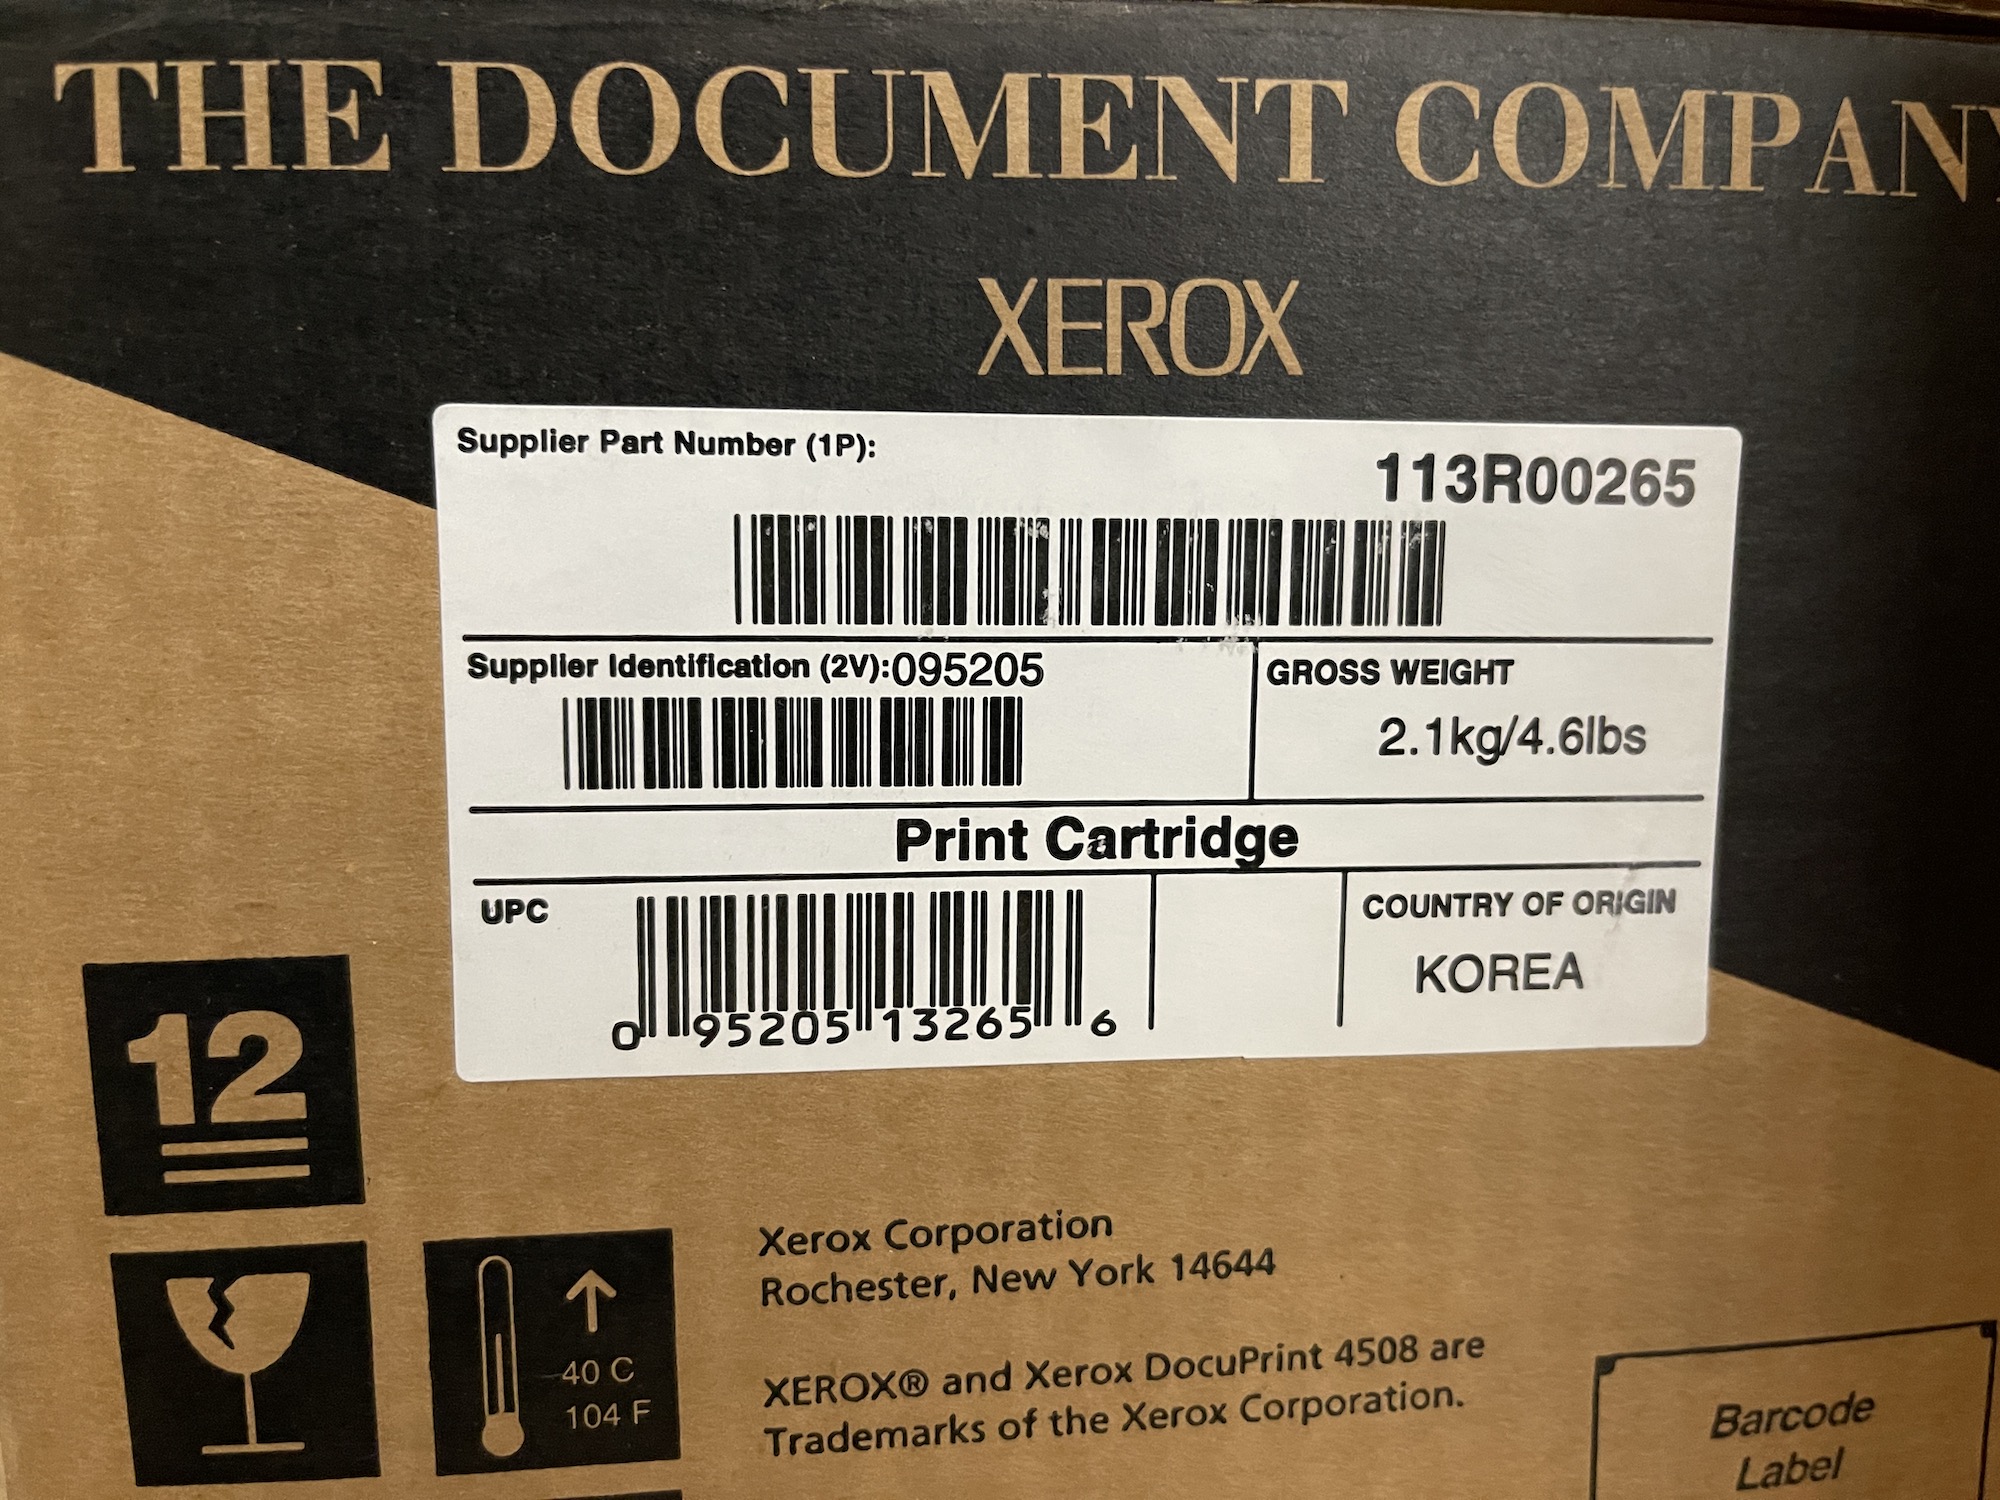 THE DOCUMENT COMPANY
XEROX
Supplier Part Number (1P):
113R00265
Supplier Identification (2V):095205
GROSS WEIGHT
2.1kg/4.6lbs
Print Cartridge
UPC
0 95205 13265 6
COUNTRY OF ORIGIN
KOREA
12
40 C
104 F
Xerox Corporation
Rochester, New York 14644
XEROX® and Xerox DocuPrint 4508 are
Trademarks of the Xerox Corporation.
Barcode
Label